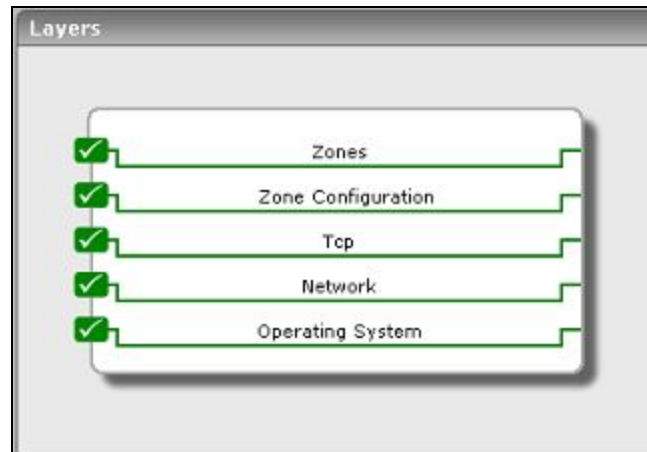 Layers
Zones
Zone Configuration
Tcp
Network
Operating System